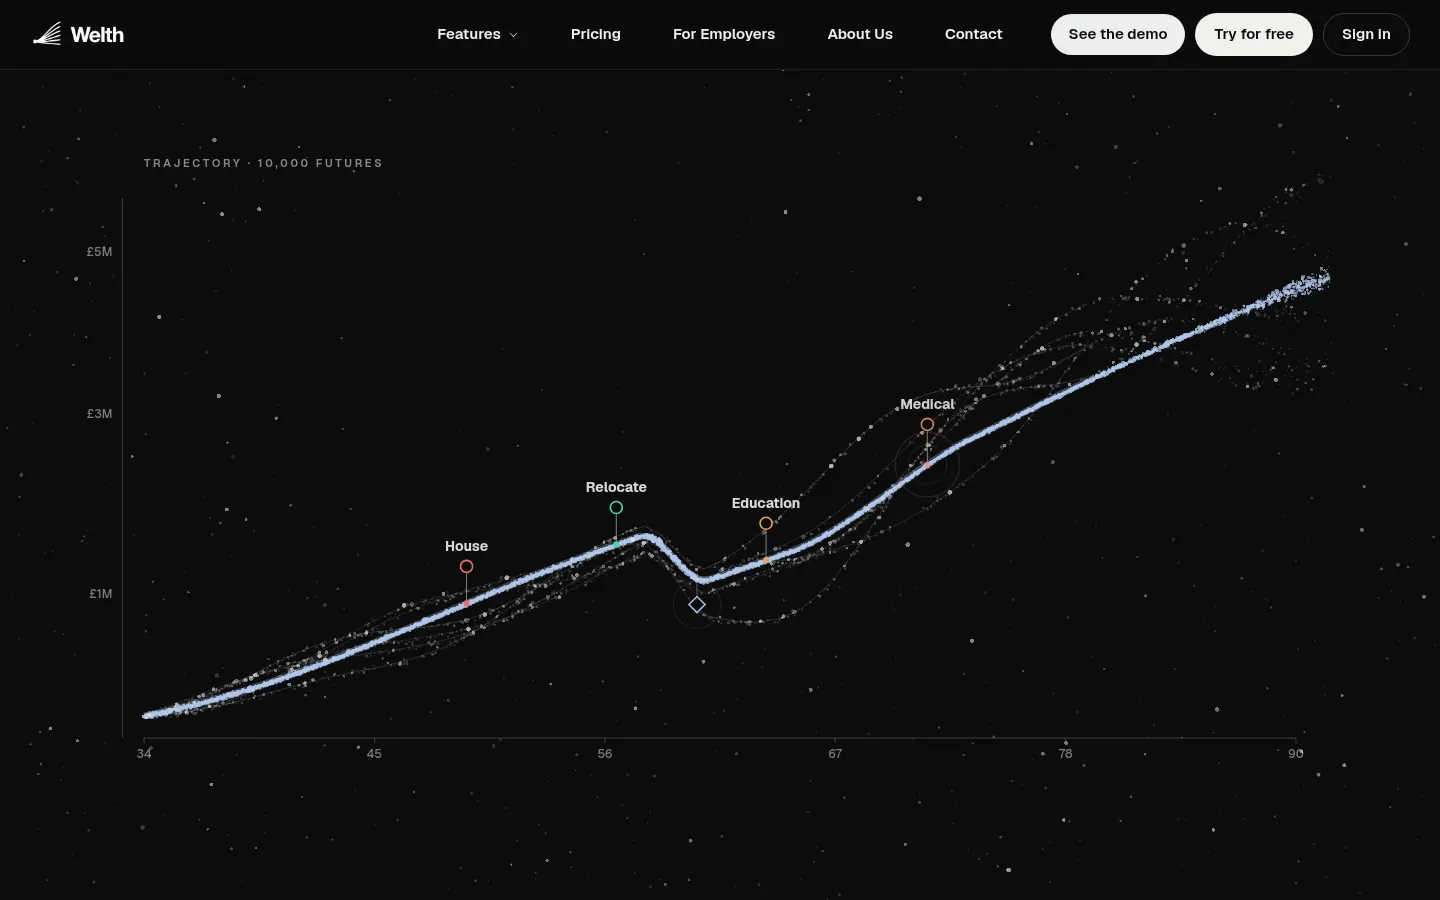 Welth
Features
Pricing
For Employers
About Us
Contact
See the demo
Try for free
Sign in
TRAJECTORY · 10,000 FUTURES
£5M
£3M
£1M
Medical
Relocate
Education
House
34
45
56
67
78
90